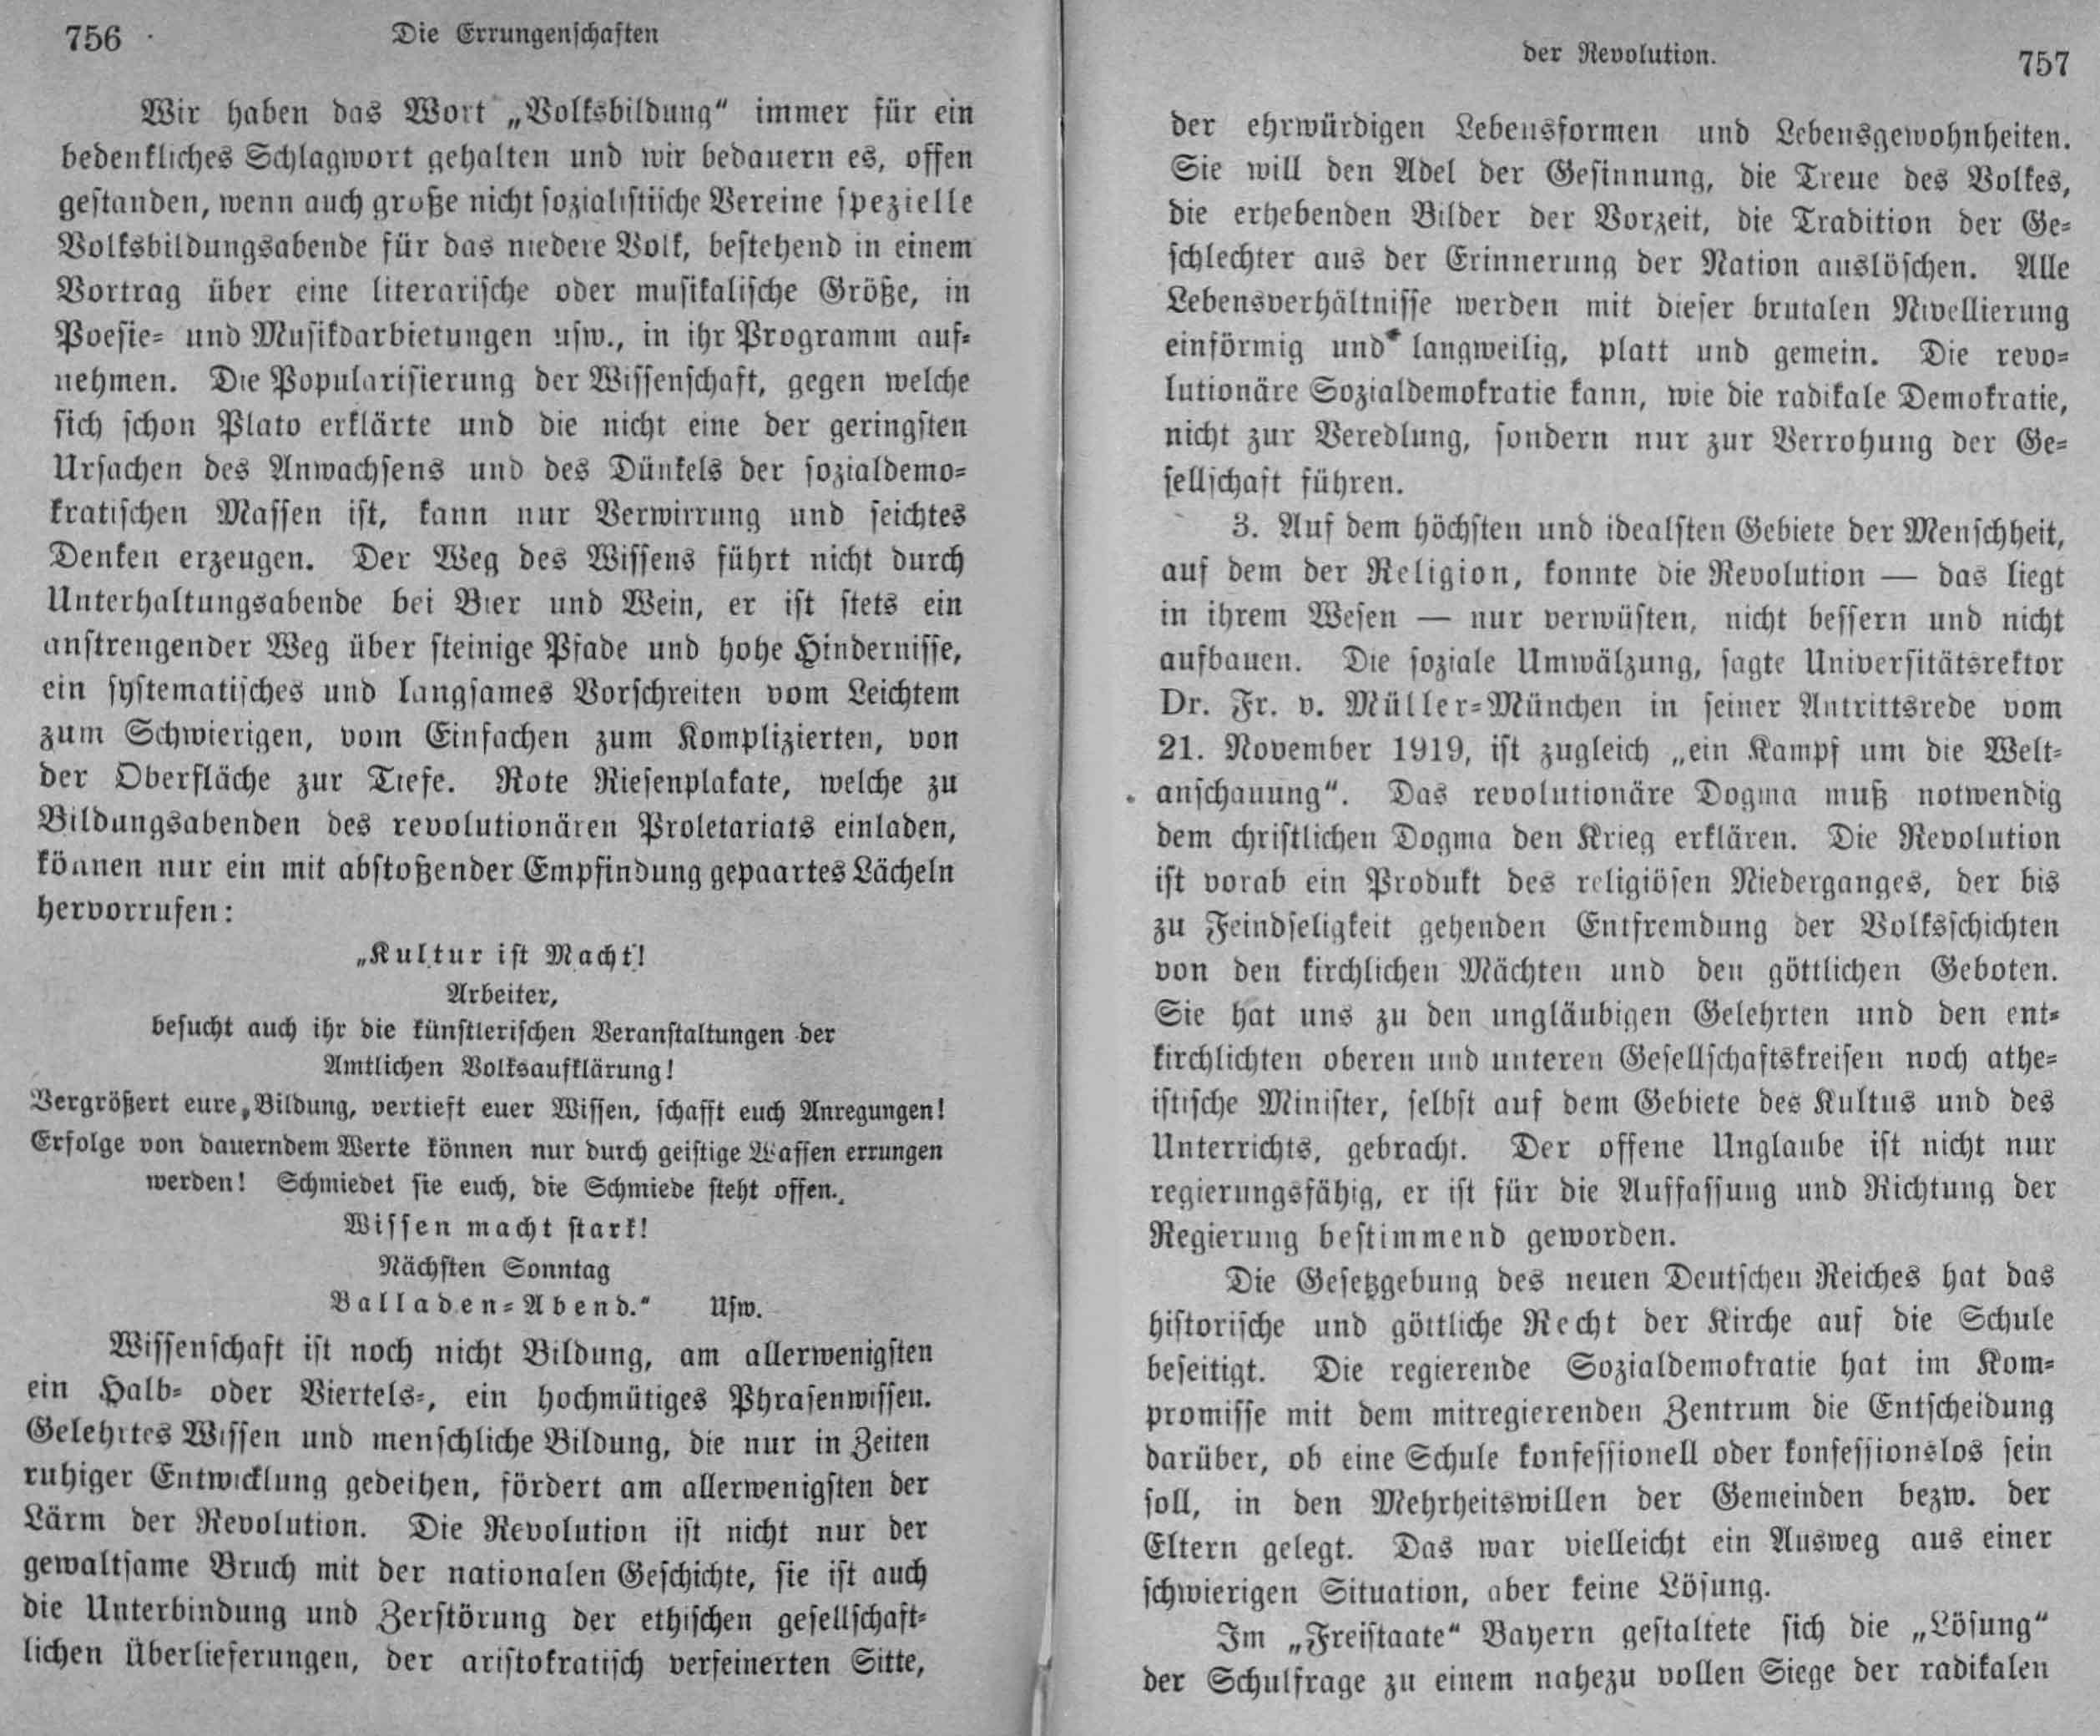 756
Die Errungenschaften
Wir haben das Wort „Volksbildung“ immer für ein
bedenkliches Schlagwort gehalten und wir bedauern es, offen
gestanden, wenn auch große nicht sozialistische Vereine spezielle
Volksbildungsabende für das niedere Volk, bestehend in einem
Vortrag über eine literarische oder musikalische Größe, in
Poesie- und Musikdarbietungen usw., in ihr Programm auf-
nehmen. Die Popularisierung der Wissenschaft, gegen welche
sich schon Plato erklärte und die nicht eine der geringsten
Ursachen des Anwachsens und des Dünkels der sozialdemo-
kratischen Massen ist, kann nur Verwirrung und seichtes
Denken erzeugen. Der Weg des Wissens führt nicht durch
Unterhaltungsabende bei Bier und Wein, er ist stets ein
anstrengender Weg über steinige Pfade und hohe Hindernisse,
ein systematisches und langsames Vorschreiten vom Leichtem
zum Schwierigen, vom Einfachen zum Komplizierten, von
der Oberfläche zur Tiefe. Rote Riesenplakate, welche zu
Bildungsabenden des revolutionären Proletariats einladen,
können nur ein mit abstoßender Empfindung gepaartes Lächeln
hervorrufen:
„Kultur ist Macht!
Arbeiter,
besucht auch ihr die künstlerischen Veranstaltungen der
Amtlichen Volksaufklärung!
Vergrößert eure Bildung, vertieft euer Wissen, schafft euch Anregungen!
Erfolge von dauerndem Werte können nur durch geistige Waffen errungen
werden! Schmiedet sie euch, die Schmiede steht offen.
Wissen macht stark!
Nächsten Sonntag
Balladen-Abend.“ Usw.
Wissenschaft ist noch nicht Bildung, am allerwenigsten
ein Halb- oder Viertels-, ein hochmütiges Phrasenwissen.
Gelehrtes Wissen und menschliche Bildung, die nur in Zeiten
ruhiger Entwicklung gedeihen, fördert am allerwenigsten der
Lärm der Revolution. Die Revolution ist nicht nur der
gewaltsame Bruch mit der nationalen Geschichte, sie ist auch
die Unterbindung und Zerstörung der ethischen gesellschaft-
lichen Überlieferungen, der aristokratisch verfeinerten Sitte,
der Revolution.
757
der ehrwürdigen Lebensformen und Lebensgewohnheiten.
Sie will den Adel der Gesinnung, die Treue des Volkes,
die erhebenden Bilder der Vorzeit, die Tradition der Ge-
schlechter aus der Erinnerung der Nation auslöschen. Alle
Lebensverhältnisse werden mit dieser brutalen Nivellierung
einförmig und langweilig, platt und gemein. Die revo-
lutionäre Sozialdemokratie kann, wie die radikale Demokratie,
nicht zur Veredlung, sondern nur zur Verrohung der Ge-
sellschaft führen.
3. Auf dem höchsten und idealsten Gebiete der Menschheit,
auf dem der Religion, konnte die Revolution — das liegt
in ihrem Wesen — nur verwüsten, nicht bessern und nicht
aufbauen. Die soziale Umwälzung, sagte Universitätsrektor
Dr. Fr. v. Müller-München in seiner Antrittsrede vom
21. November 1919, ist zugleich „ein Kampf um die Welt-
anschauung“. Das revolutionäre Dogma muß notwendig
dem christlichen Dogma den Krieg erklären. Die Revolution
ist vorab ein Produkt des religiösen Niederganges, der bis
zu Feindseligkeit gehenden Entfremdung der Volksschichten
von den kirchlichen Mächten und den göttlichen Geboten.
Sie hat uns zu den ungläubigen Gelehrten und den ent-
kirchlichten oberen und unteren Gesellschaftskreisen noch athe-
istische Minister, selbst auf dem Gebiete des Kultus und des
Unterrichts, gebracht. Der offene Unglaube ist nicht nur
regierungsfähig, er ist für die Auffassung und Richtung der
Regierung bestimmend geworden.
Die Gesetzgebung des neuen Deutschen Reiches hat das
historische und göttliche Recht der Kirche auf die Schule
beseitigt. Die regierende Sozialdemokratie hat im Kom-
promisse mit dem mitregierenden Zentrum die Entscheidung
darüber, ob eine Schule konfessionell oder konfessionslos sein
soll, in den Mehrheitswillen der Gemeinden bezw. der
Eltern gelegt. Das war vielleicht ein Ausweg aus einer
schwierigen Situation, aber keine Lösung.
Im „Freistaate“ Bayern gestaltete sich die „Lösung“
der Schulfrage zu einem nahezu vollen Siege der radikalen